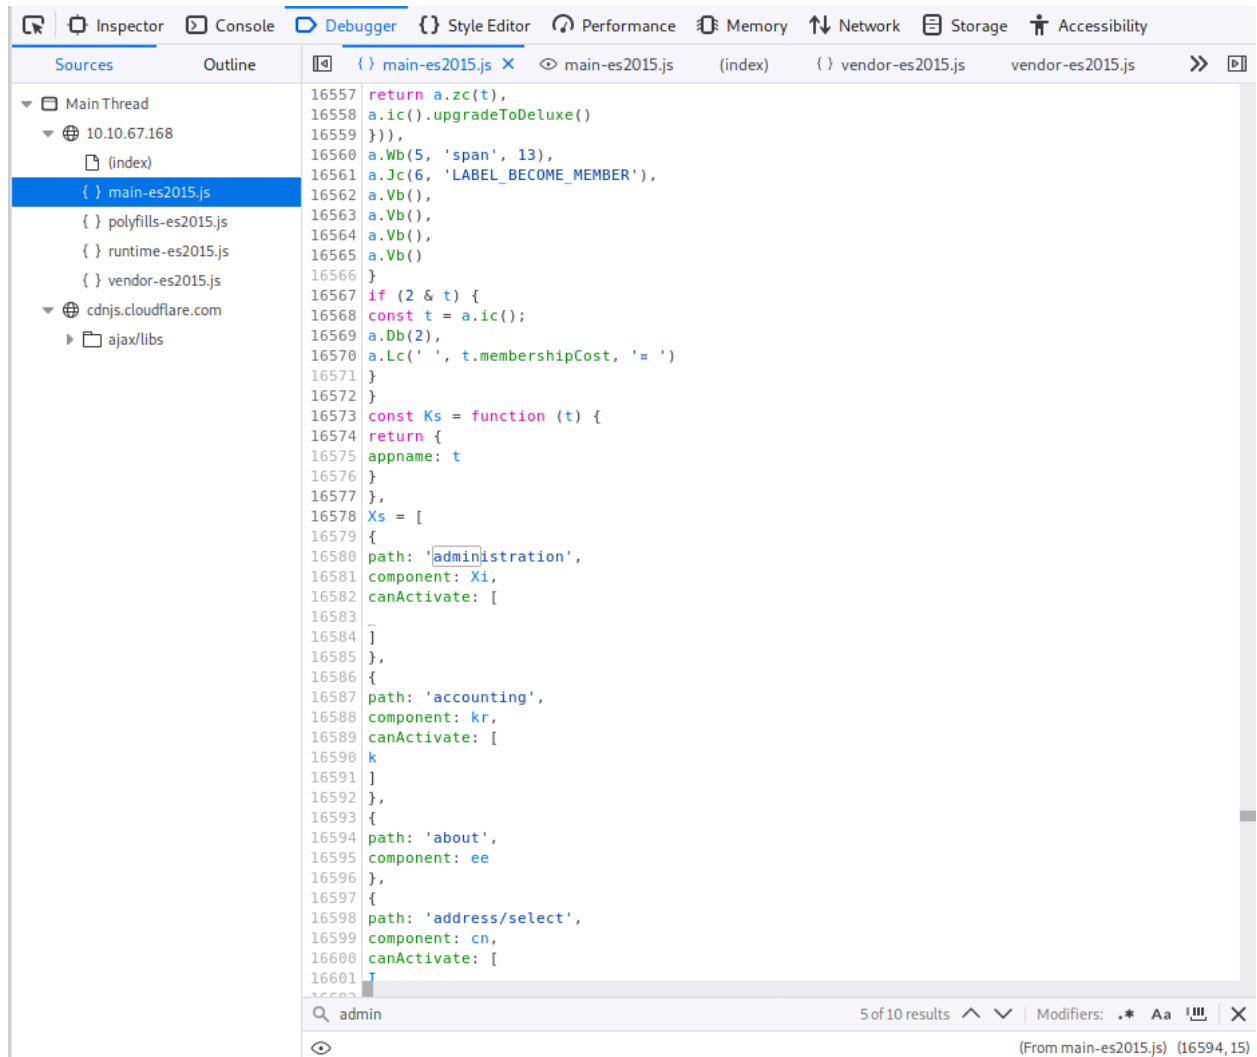 Inspector Console Debugger {} Style Editor Performance Memory Network Storage Accessibility
Sources Outline
{ } main-es2015.js main-es2015.js (index) { } vendor-es2015.js vendor-es2015.js
Main Thread
10.10.67.168
(index)
{ } main-es2015.js
{ } polyfills-es2015.js
{ } runtime-es2015.js
{ } vendor-es2015.js
cdnjs.cloudflare.com
ajax/libs
16557 return a.zc(t),
16558 a.ic().upgradeToDeluxe()
16559 })),
16560 a.Wb(5, 'span', 13),
16561 a.Jc(6, 'LABEL_BECOME_MEMBER'),
16562 a.Vb(),
16563 a.Vb(),
16564 a.Vb(),
16565 a.Vb()
16566 }
16567 if (2 & t) {
16568 const t = a.ic();
16569 a.Db(2),
16570 a.Lc(' ', t.membershipCost, '¤ ')
16571 }
16572 }
16573 const Ks = function (t) {
16574 return {
16575 appname: t
16576 }
16577 },
16578 Xs = [
16579 {
16580 path: 'administration',
16581 component: Xi,
16582 canActivate: [
16583 _
16584 ]
16585 },
16586 {
16587 path: 'accounting',
16588 component: kr,
16589 canActivate: [
16590 k
16591 ]
16592 },
16593 {
16594 path: 'about',
16595 component: ee
16596 },
16597 {
16598 path: 'address/select',
16599 component: cn,
16600 canActivate: [
16601
admin 5 of 10 results Modifiers: .* Aa
(From main-es2015.js) (16594, 15)